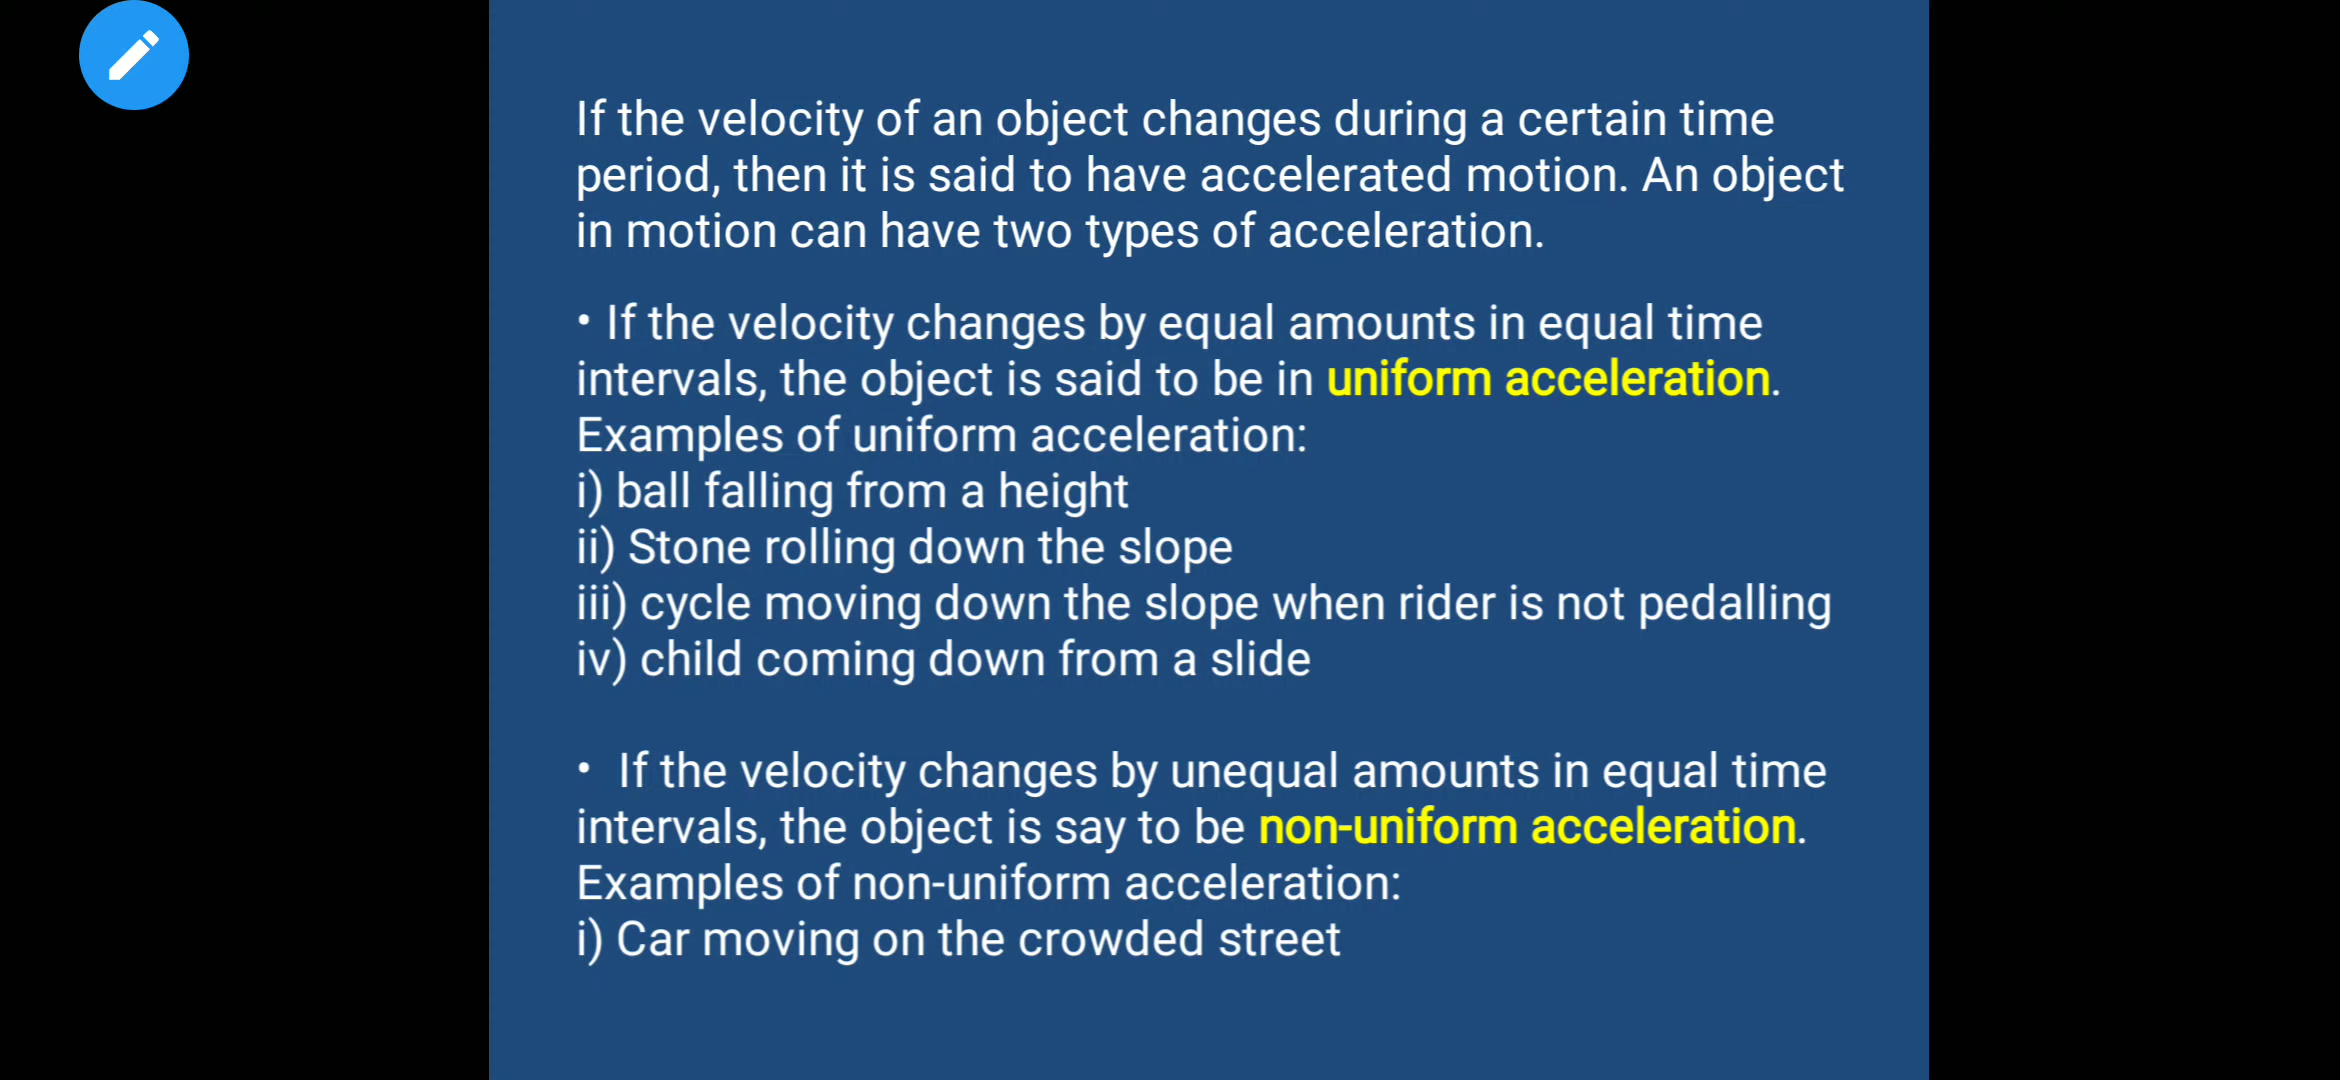 If the velocity of an object changes during a certain time
period, then it is said to have accelerated motion. An object
in motion can have two types of acceleration.
• If the velocity changes by equal amounts in equal time
intervals, the object is said to be in uniform acceleration.
Examples of uniform acceleration:
i) ball falling from a height
ii) Stone rolling down the slope
iii) cycle moving down the slope when rider is not pedalling
iv) child coming down from a slide
• If the velocity changes by unequal amounts in equal time
intervals, the object is say to be non-uniform acceleration.
Examples of non-uniform acceleration:
i) Car moving on the crowded street